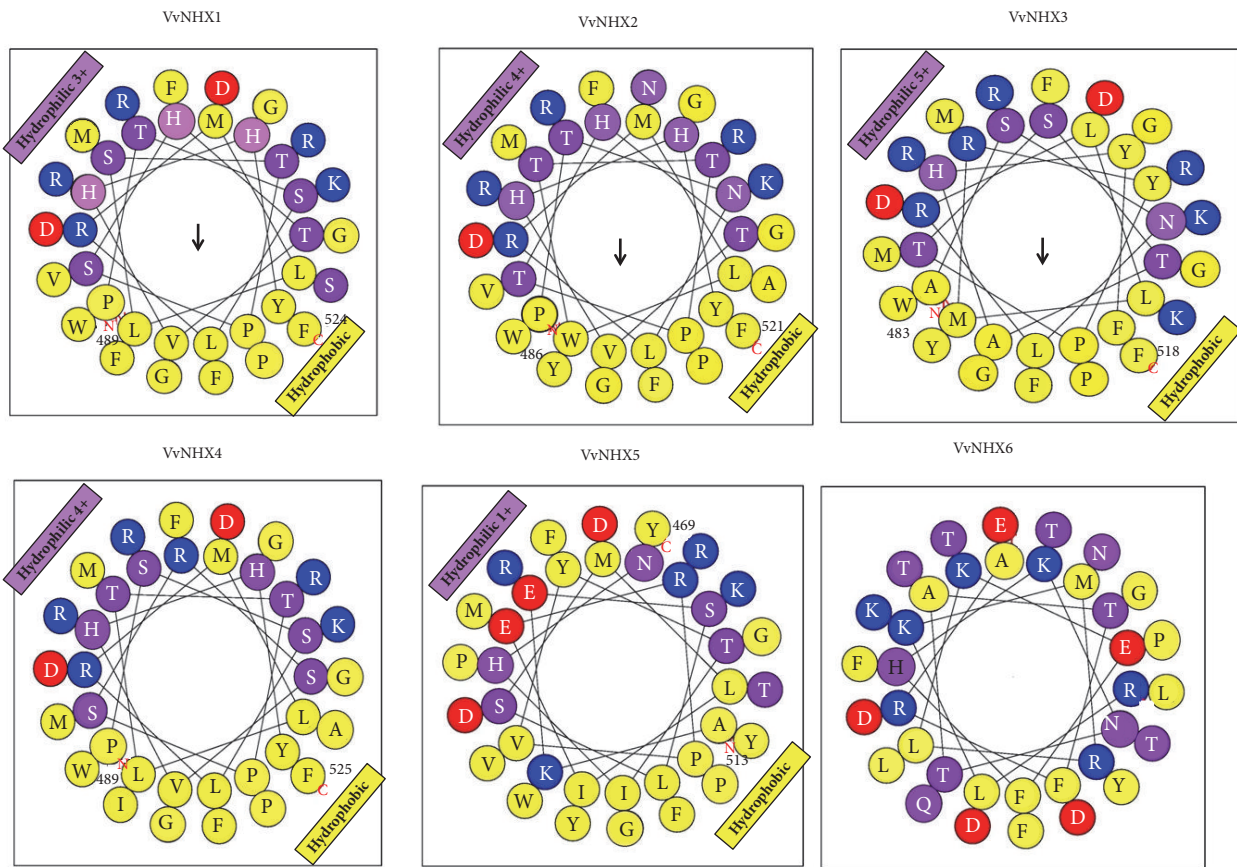 VvNHX1
Hydrophilic 3+
F D
R H M G
M T H R
S T
R H S K
D R T G
V S L S
P Y
W N L V L P F 524
489 C
F G F P
Hydrophobic
VvNHX2
Hydrophilic 4+
F N
R H M G
M T H R
T T
R H N K
D R T G
V T L A
P Y
W N W V L P F 521
486 C
Y G F P
Hydrophobic
VvNHX3
Hydrophilic 5+
F D
R S S L G
M R Y
R H Y R
D R N K
M T T G
W A L K
N M A L P F
483 Y G F P F 518
C
Hydrophobic
VvNHX4
Hydrophilic 4+
F D
R S R M G
M T H R
T
R H S K
D R S G
M S L A
P Y
W N L V L P F 525
489 C
I G F P
Hydrophobic
VvNHX5
Hydrophilic 1+
D Y 469
F M N C R
R Y R
E S K
M E T G
P H L T
D S A Y
V V N
K I I L P 513
W Y G F P
Hydrophobic
VvNHX6
E T
T K A K N
T A M G
K K T P
F H E
D R R L
L L N T
T R Y
Q L F F
D F D